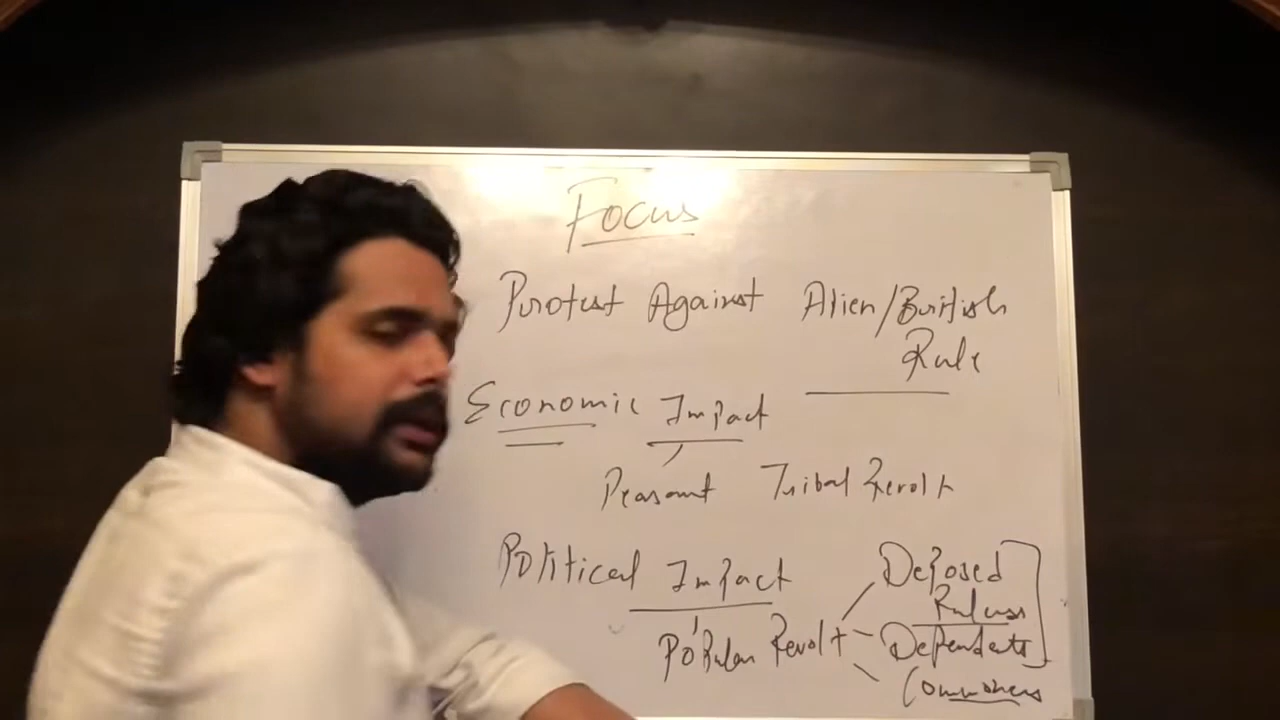 Focus
Protest Against Alien/British
Rule
Economic Impact
Peasant Tribal Revolt
Political Impact
Deposed
Rulers
Popular Revolt
Dependents
Commoners